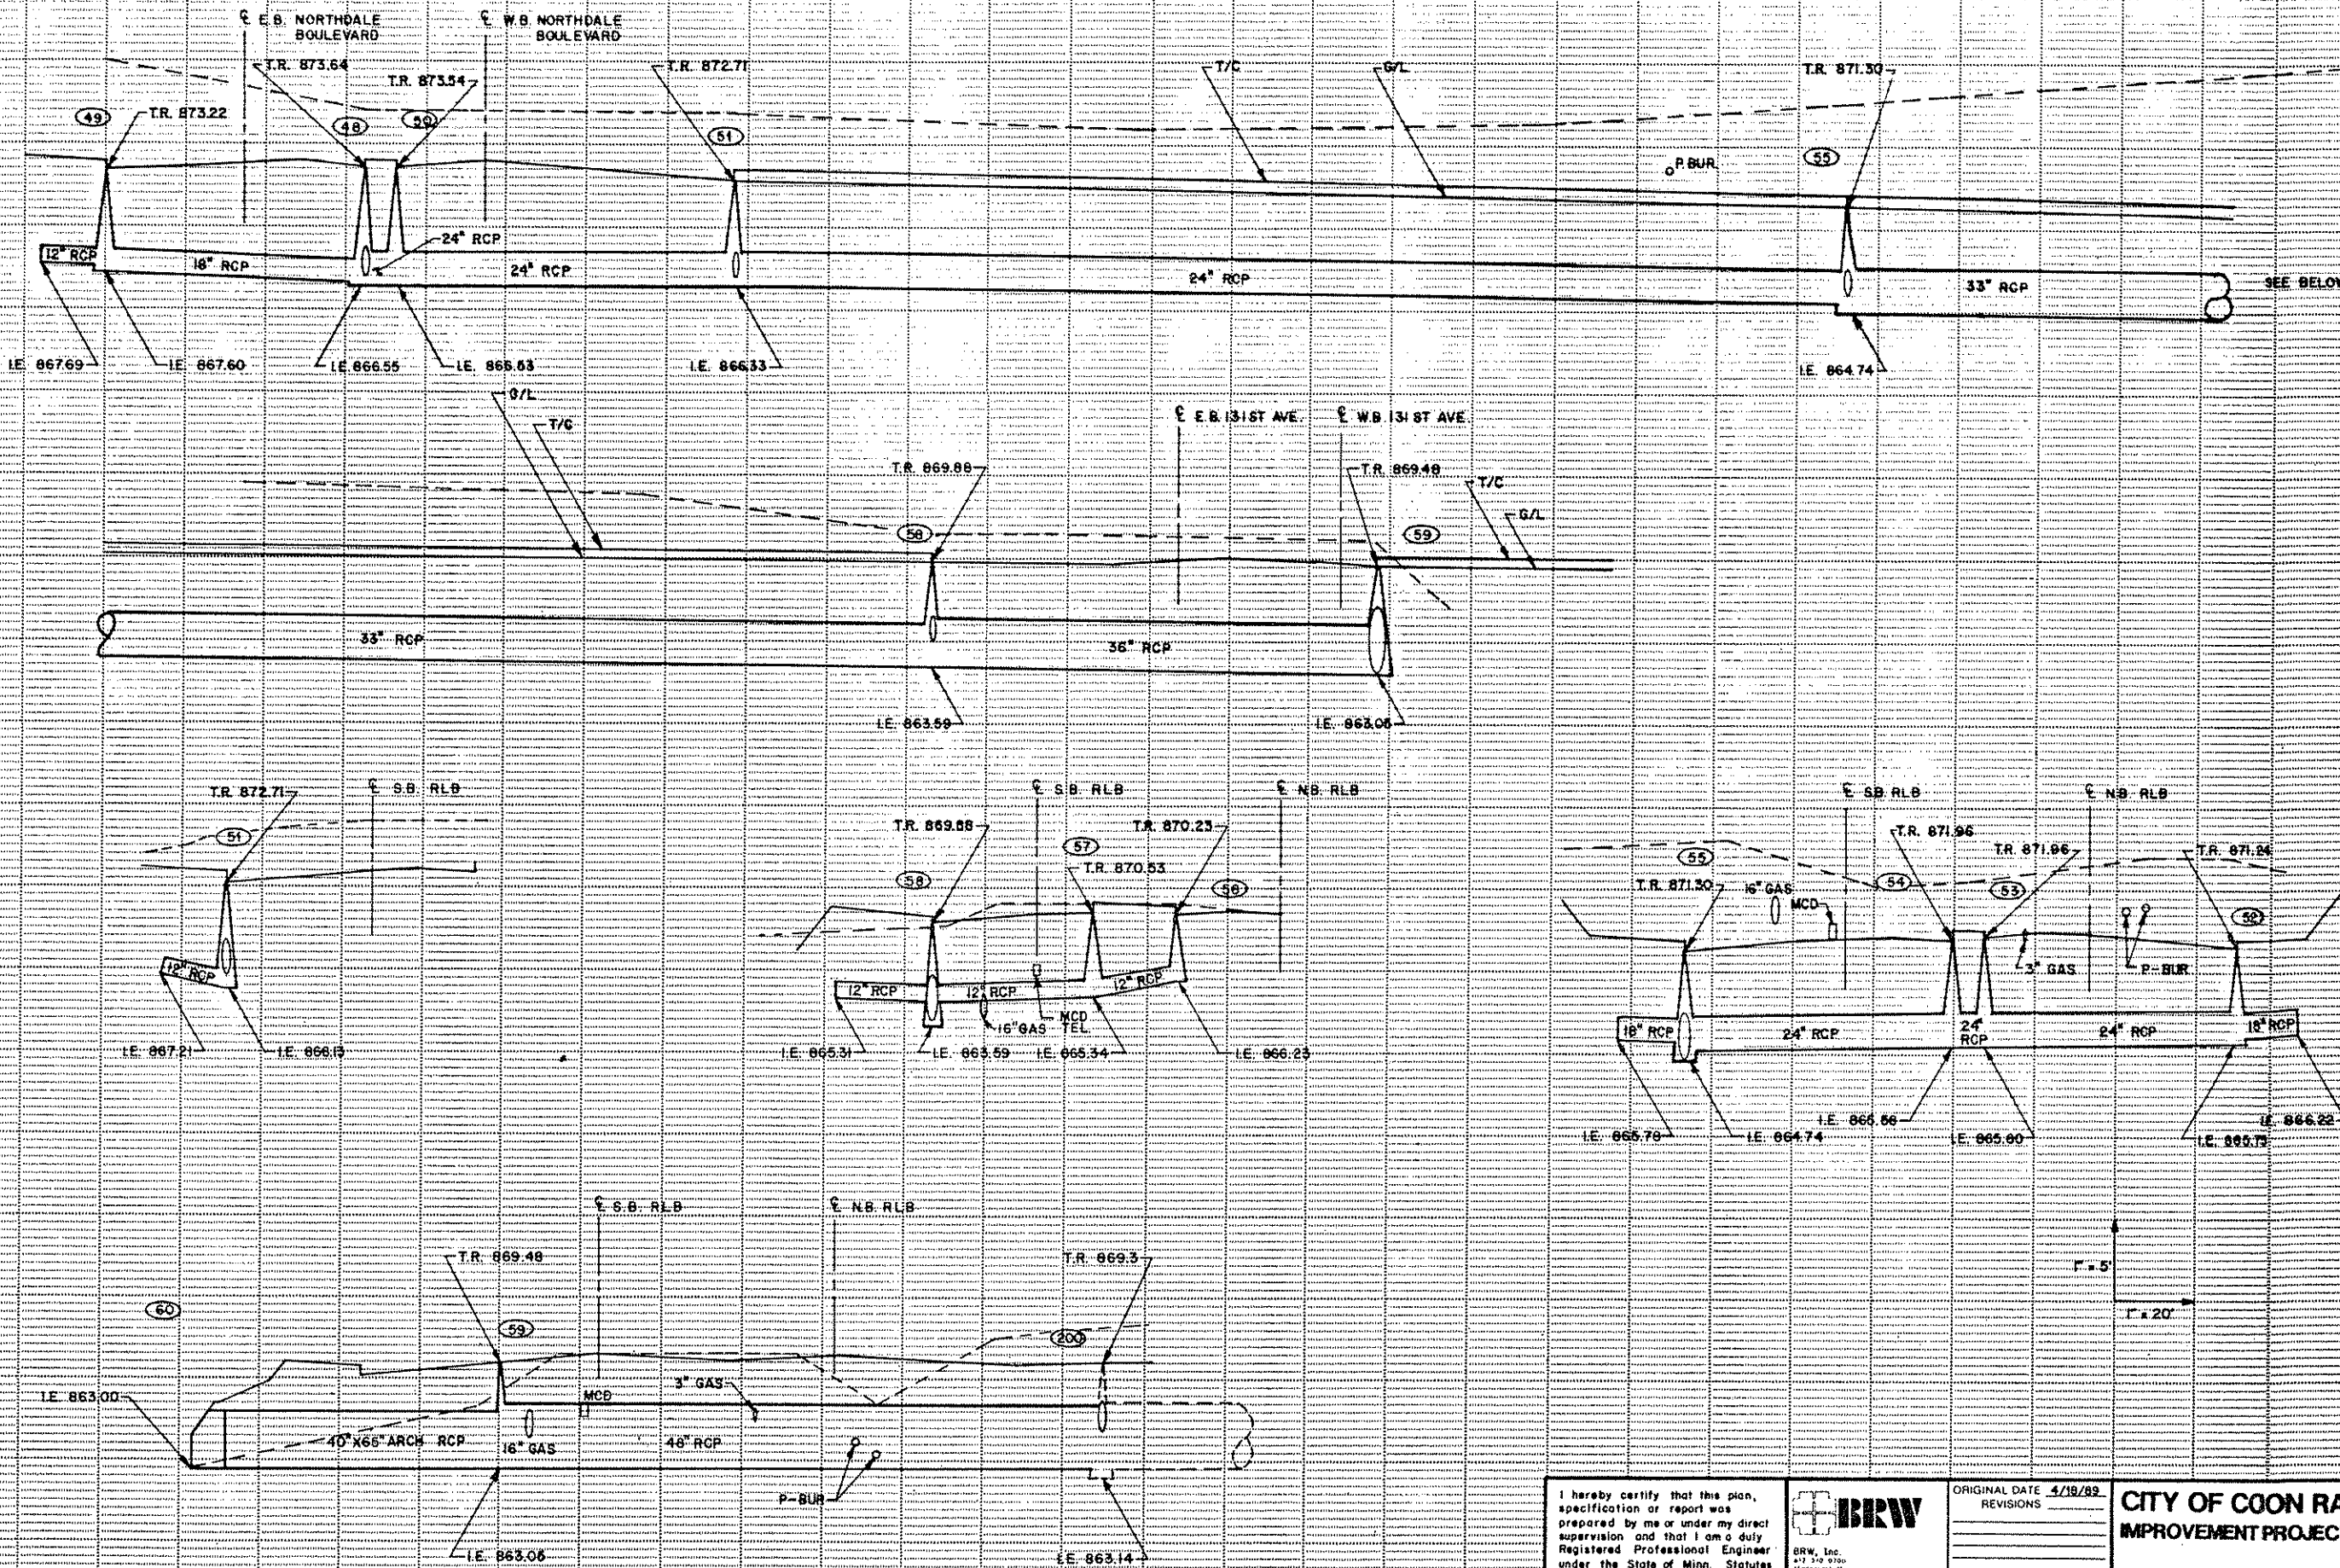 ℄ E.B. NORTHDALE
BOULEVARD
℄ W.B. NORTHDALE
BOULEVARD
T.R. 873.64
T.R. 873.54
T.R. 872.71
T/C
G/L
T.R. 871.30
49
T.R. 873.22
48
50
51
P. BUR
55
12" RCP
18" RCP
24" RCP
24" RCP
24" RCP
33" RCP
SEE BELOW
I.E. 867.69
I.E. 867.60
I.E. 866.55
I.E. 866.53
I.E. 866.33
I.E. 864.74
G/L
T/C
℄ E.B. 131ST AVE.
℄ W.B. 131ST AVE.
T.R. 869.88
T.R. 869.48
T/C
G/L
58
59
33" RCP
36" RCP
I.E. 863.59
I.E. 863.05
T.R. 872.71
℄ S.B. RLB
51
12" RCP
I.E. 867.21
I.E. 866.13
℄ S.B. RLB
℄ N.B. RLB
T.R. 869.88
T.R. 870.23
57
T.R. 870.53
58
56
12" RCP
12" RCP
12" RCP
MCD
16" GAS TEL.
I.E. 865.31
I.E. 863.59
I.E. 865.34
I.E. 866.23
℄ S.B. RLB
℄ N.B. RLB
T.R. 871.96
T.R. 871.96
T.R. 871.24
55
T.R. 871.30
16" GAS
MCD
54
53
52
3" GAS
P-BUR
18" RCP
24" RCP
24"
RCP
24" RCP
18" RCP
I.E. 865.78
I.E. 864.74
I.E. 865.60
I.E. 865.75
I.E. 866.22
℄ S.B. RLB
℄ N.B. RLB
T.R. 869.48
T.R. 869.3
1" = 5'
1" = 20'
60
59
200
I.E. 863.00
MCD
3" GAS
40"X65" ARCH RCP
16" GAS
48" RCP
P-BUR
I.E. 863.05
I.E. 863.14
I hereby certify that this plan,
specification or report was
prepared by me or under my direct
supervision and that I am a duly
Registered Professional Engineer
under the State of Minn. Statutes
BRW
BRW, Inc.
ORIGINAL DATE 4/18/89
REVISIONS
CITY OF COON RA
IMPROVEMENT PROJEC